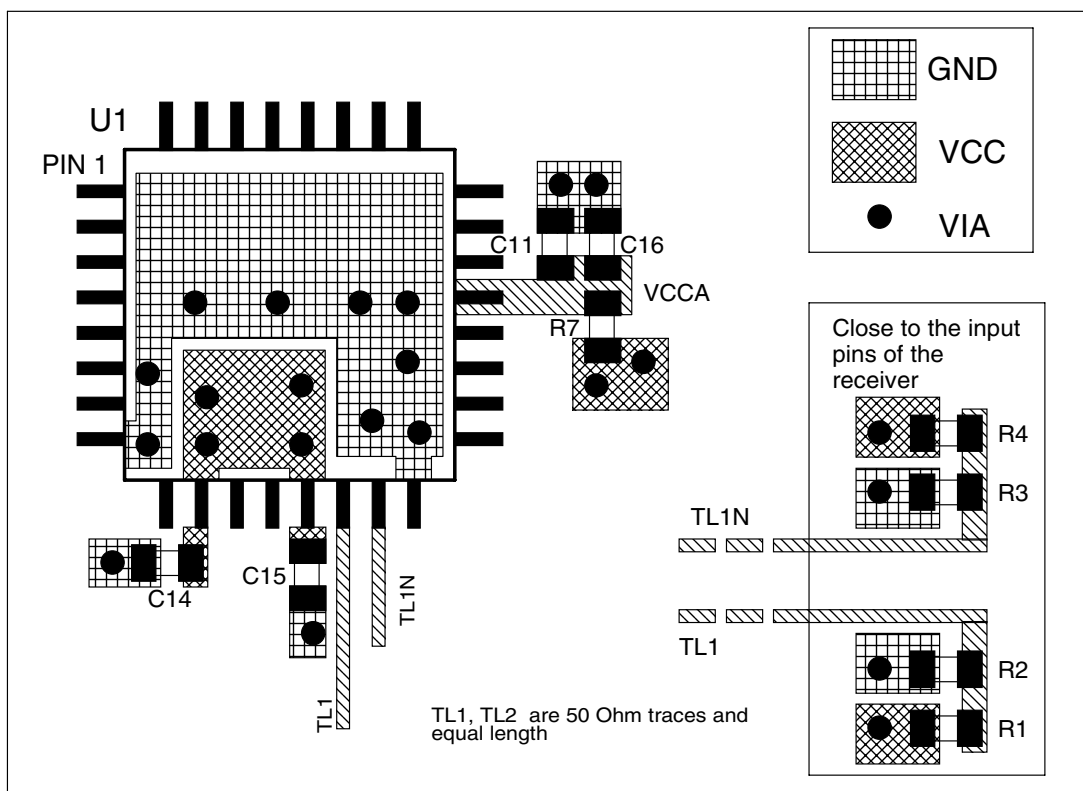 U1
PIN 1
GND
VCC
VIA
C11
C16
VCCA
R7
Close to the input
pins of the
receiver
R4
R3
TL1N
TL1
R2
R1
C14
C15
TL1
TL1N
TL1, TL2 are 50 Ohm traces and
equal length